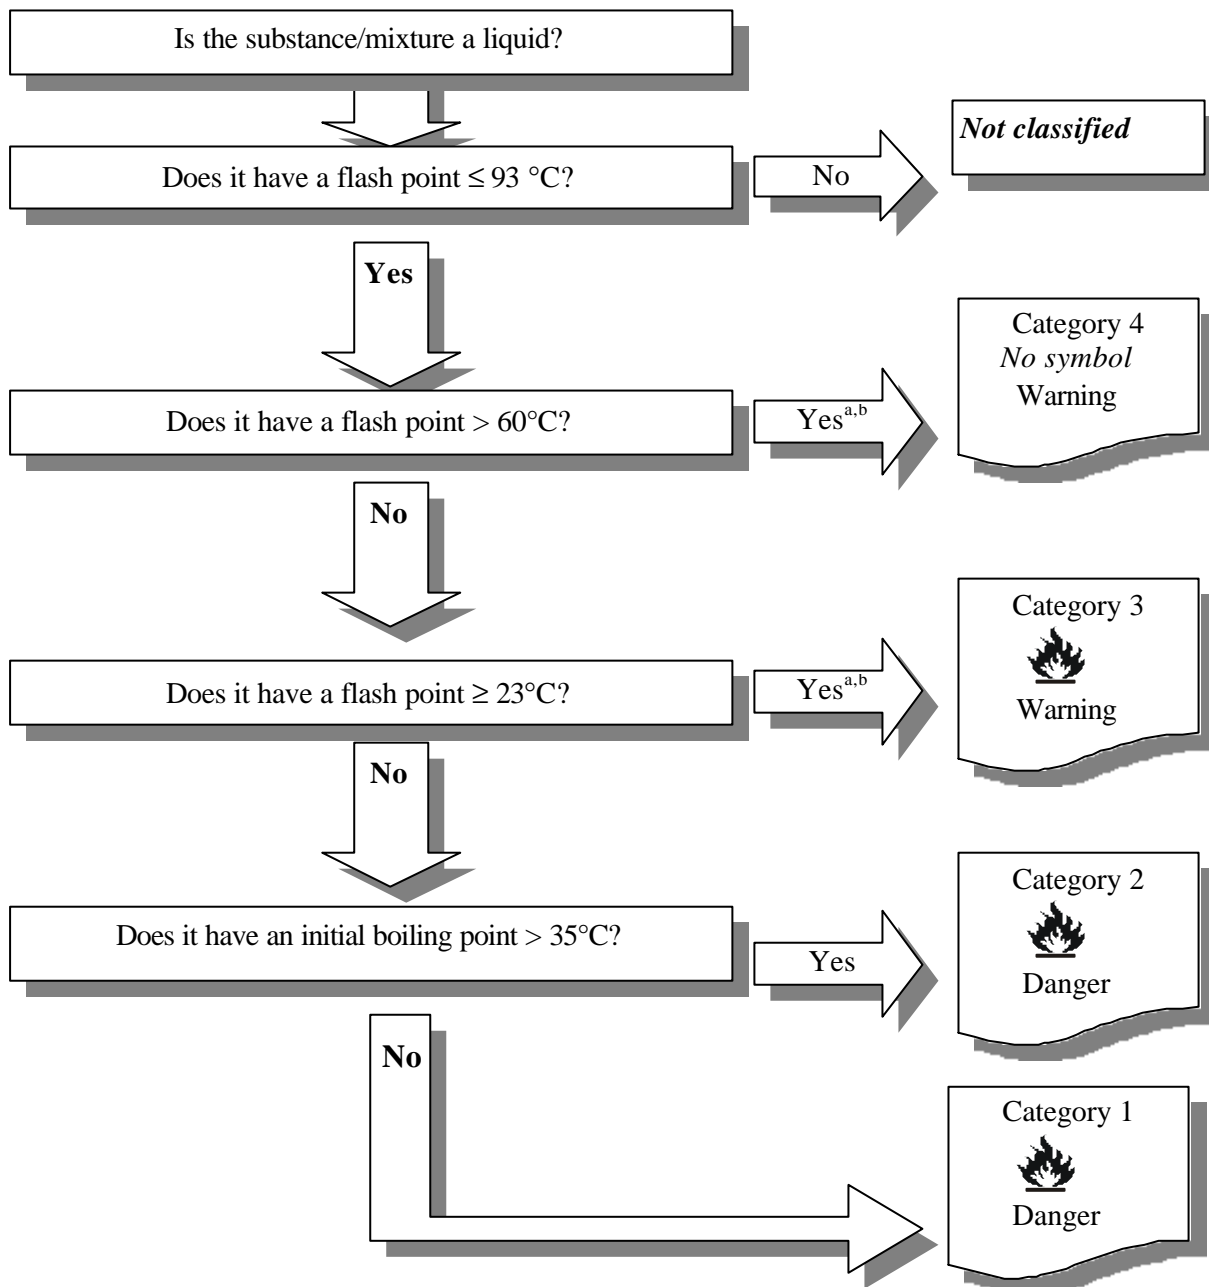 Is the substance/mixture a liquid?
Not classified
Does it have a flash point ≤ 93 °C?
No
Yes
Category 4
No symbol
Warning
Does it have a flash point > 60°C?
Yesa,b
No
Category 3
Warning
Does it have a flash point ≥ 23°C?
Yesa,b
No
Category 2
Danger
Does it have an initial boiling point > 35°C?
Yes
No
Category 1
Danger